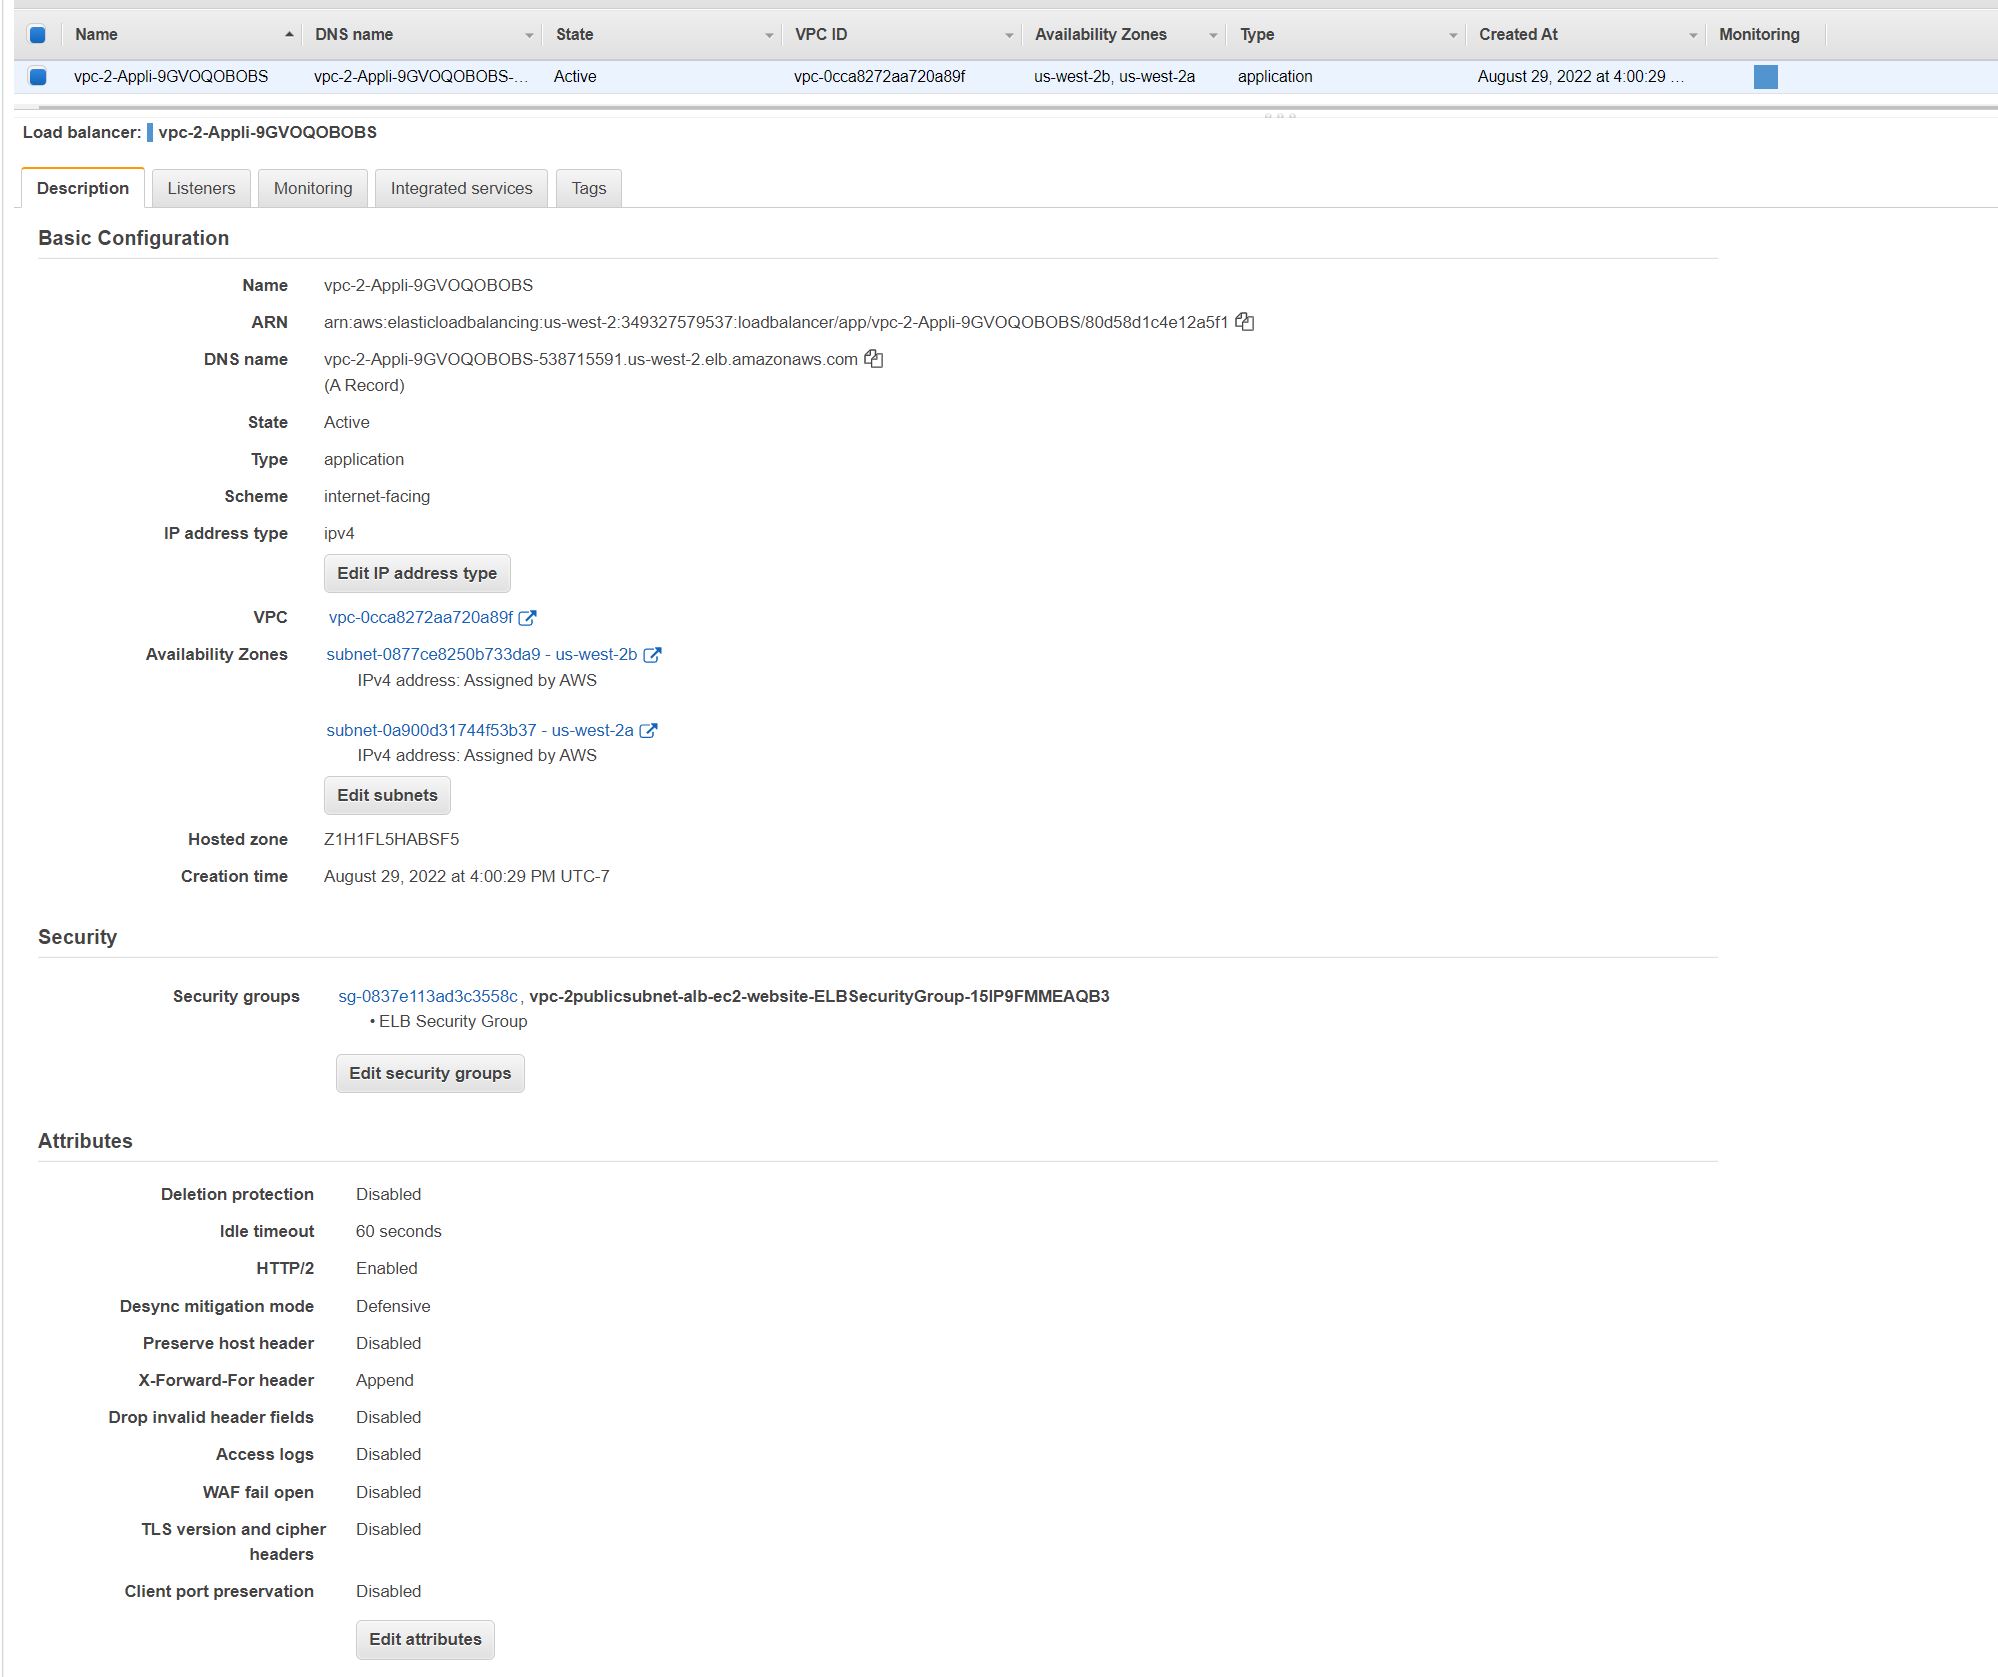 Name DNS name State VPC ID Availability Zones Type Created At Monitoring
vpc-2-Appli-9GVOQOBOBS vpc-2-Appli-9GVOQOBOBS-... Active vpc-0cca8272aa720a89f us-west-2b, us-west-2a application August 29, 2022 at 4:00:29 ...
Load balancer: vpc-2-Appli-9GVOQOBOBS
Description Listeners Monitoring Integrated services Tags
Basic Configuration
Name vpc-2-Appli-9GVOQOBOBS
ARN arn:aws:elasticloadbalancing:us-west-2:349327579537:loadbalancer/app/vpc-2-Appli-9GVOQOBOBS/80d58d1c4e12a5f1
DNS name vpc-2-Appli-9GVOQOBOBS-538715591.us-west-2.elb.amazonaws.com
(A Record)
State Active
Type application
Scheme internet-facing
IP address type ipv4
Edit IP address type
VPC vpc-0cca8272aa720a89f
Availability Zones subnet-0877ce8250b733da9 - us-west-2b
IPv4 address: Assigned by AWS
subnet-0a900d31744f53b37 - us-west-2a
IPv4 address: Assigned by AWS
Edit subnets
Hosted zone Z1H1FL5HABSF5
Creation time August 29, 2022 at 4:00:29 PM UTC-7
Security
Security groups sg-0837e113ad3c3558c, vpc-2publicsubnet-alb-ec2-website-ELBSecurityGroup-15IP9FMMEAQB3
• ELB Security Group
Edit security groups
Attributes
Deletion protection Disabled
Idle timeout 60 seconds
HTTP/2 Enabled
Desync mitigation mode Defensive
Preserve host header Disabled
X-Forward-For header Append
Drop invalid header fields Disabled
Access logs Disabled
WAF fail open Disabled
TLS version and cipher Disabled
headers
Client port preservation Disabled
Edit attributes